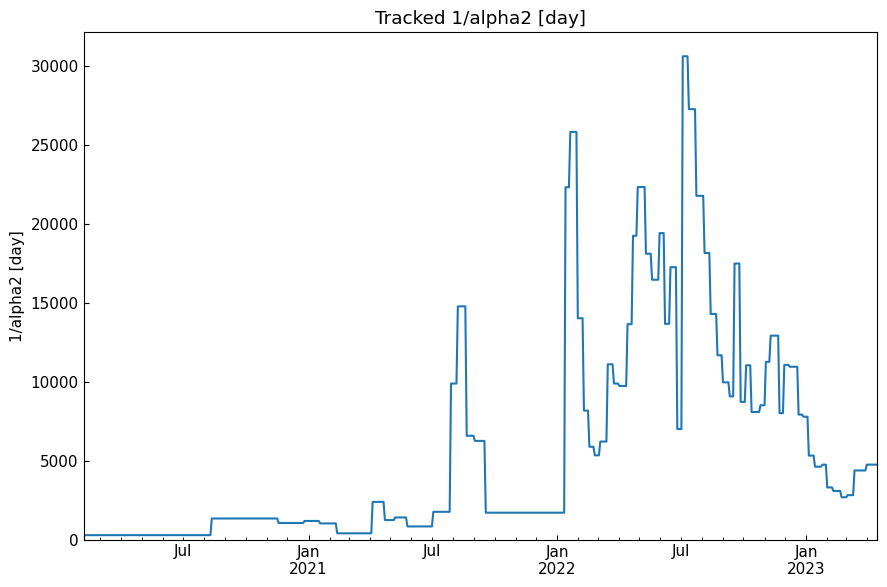 Tracked 1/alpha2 [day]
30000
25000
20000
15000
10000
5000
0
1/alpha2 [day]
Jul
Jan
2021
Jul
Jan
2022
Jul
Jan
2023